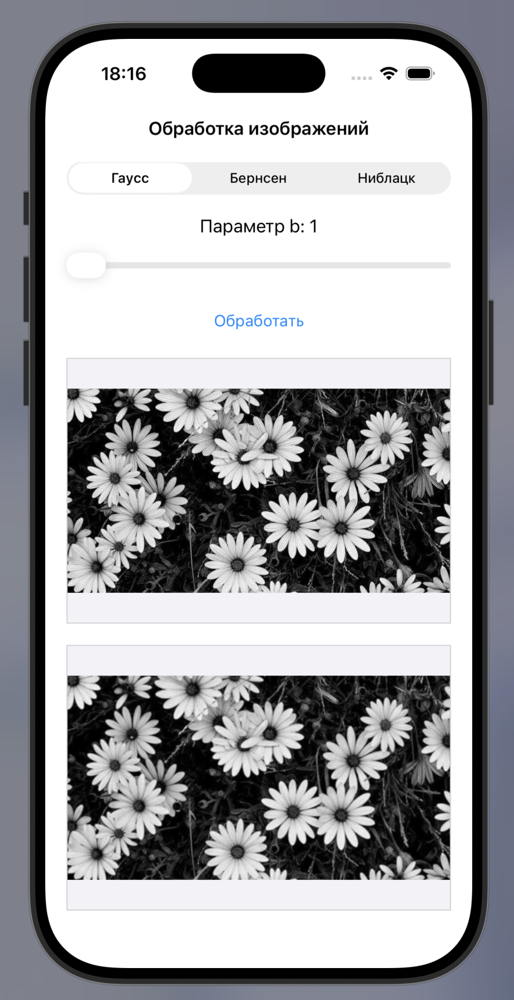 18:16
Обработка изображений
Гаусс Бернсен Ниблацк
Параметр b: 1
Обработать